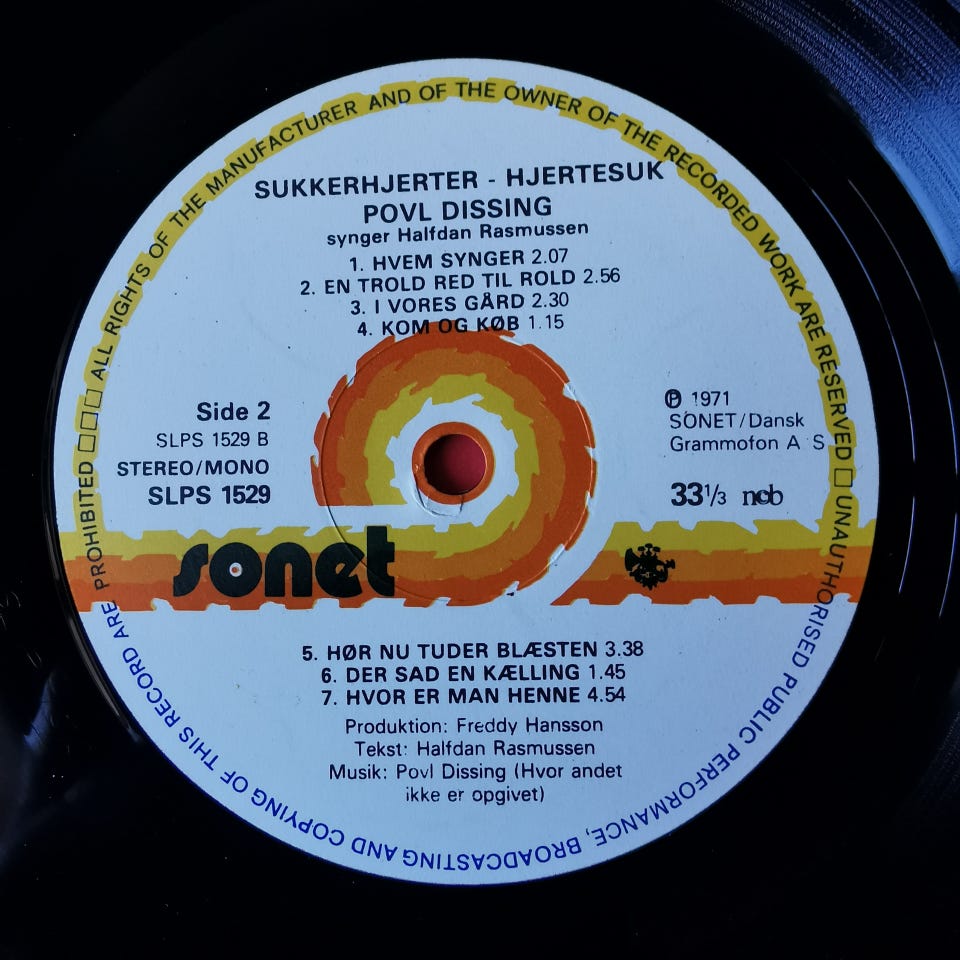 ALL RIGHTS OF THE MANUFACTURER AND OF THE OWNER OF THE RECORDED WORK ARE RESERVED □ UNAUTHORISED PUBLIC PERFORMANCE, BROADCASTING AND COPYING OF THIS RECORD ARE PROHIBITED □□□
SUKKERHJERTER - HJERTESUK
POVL DISSING
synger Halfdan Rasmussen
1. HVEM SYNGER 2.07
2. EN TROLD RED TIL ROLD 2.56
3. I VORES GÅRD 2.30
4. KOM OG KØB 1.15
Side 2
SLPS 1529 B
STEREO/MONO
SLPS 1529
℗ 1971
SONET/Dansk
Grammofon A S
33 1/3 ncb
sonet
5. HØR NU TUDER BLÆSTEN 3.38
6. DER SAD EN KÆLLING 1.45
7. HVOR ER MAN HENNE 4.54
Produktion: Freddy Hansson
Tekst: Halfdan Rasmussen
Musik: Povl Dissing (Hvor andet
ikke er opgivet)